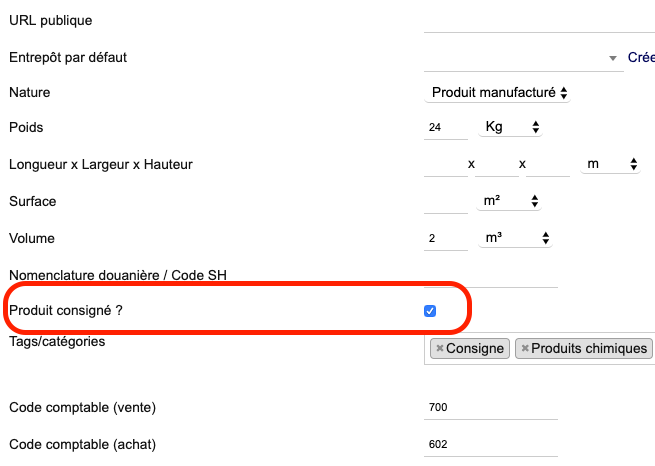 URL publique
Entrepôt par défaut Crée
Nature Produit manufacturé
Poids 24 Kg
Longueur x Largeur x Hauteur x x m
Surface m²
Volume 2 m³
Nomenclature douanière / Code SH
Produit consigné ?
Tags/catégories × Consigne × Produits chimiques
Code comptable (vente) 700
Code comptable (achat) 602